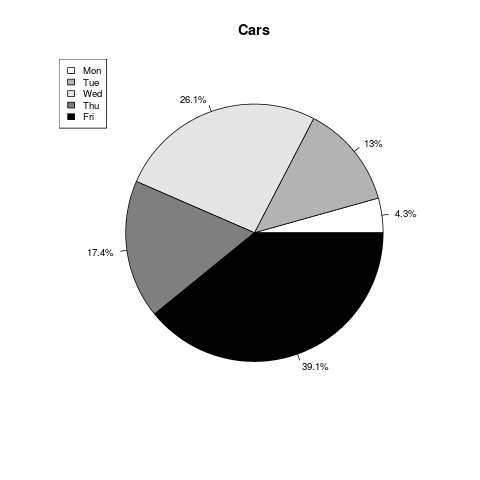 Cars
Mon
Tue
Wed
Thu
Fri
26.1%
13%
4.3%
17.4%
39.1%